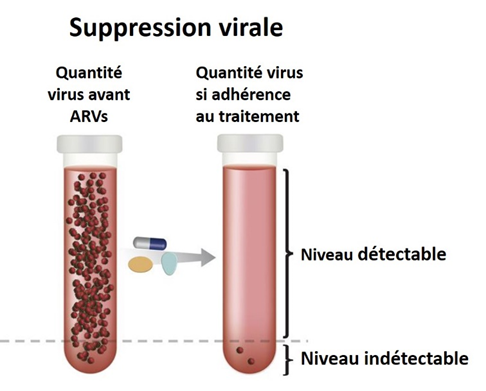 Suppression virale
Quantité
virus avant
ARVs
Quantité virus
si adhérence
au traitement
Niveau détectable
Niveau indétectable